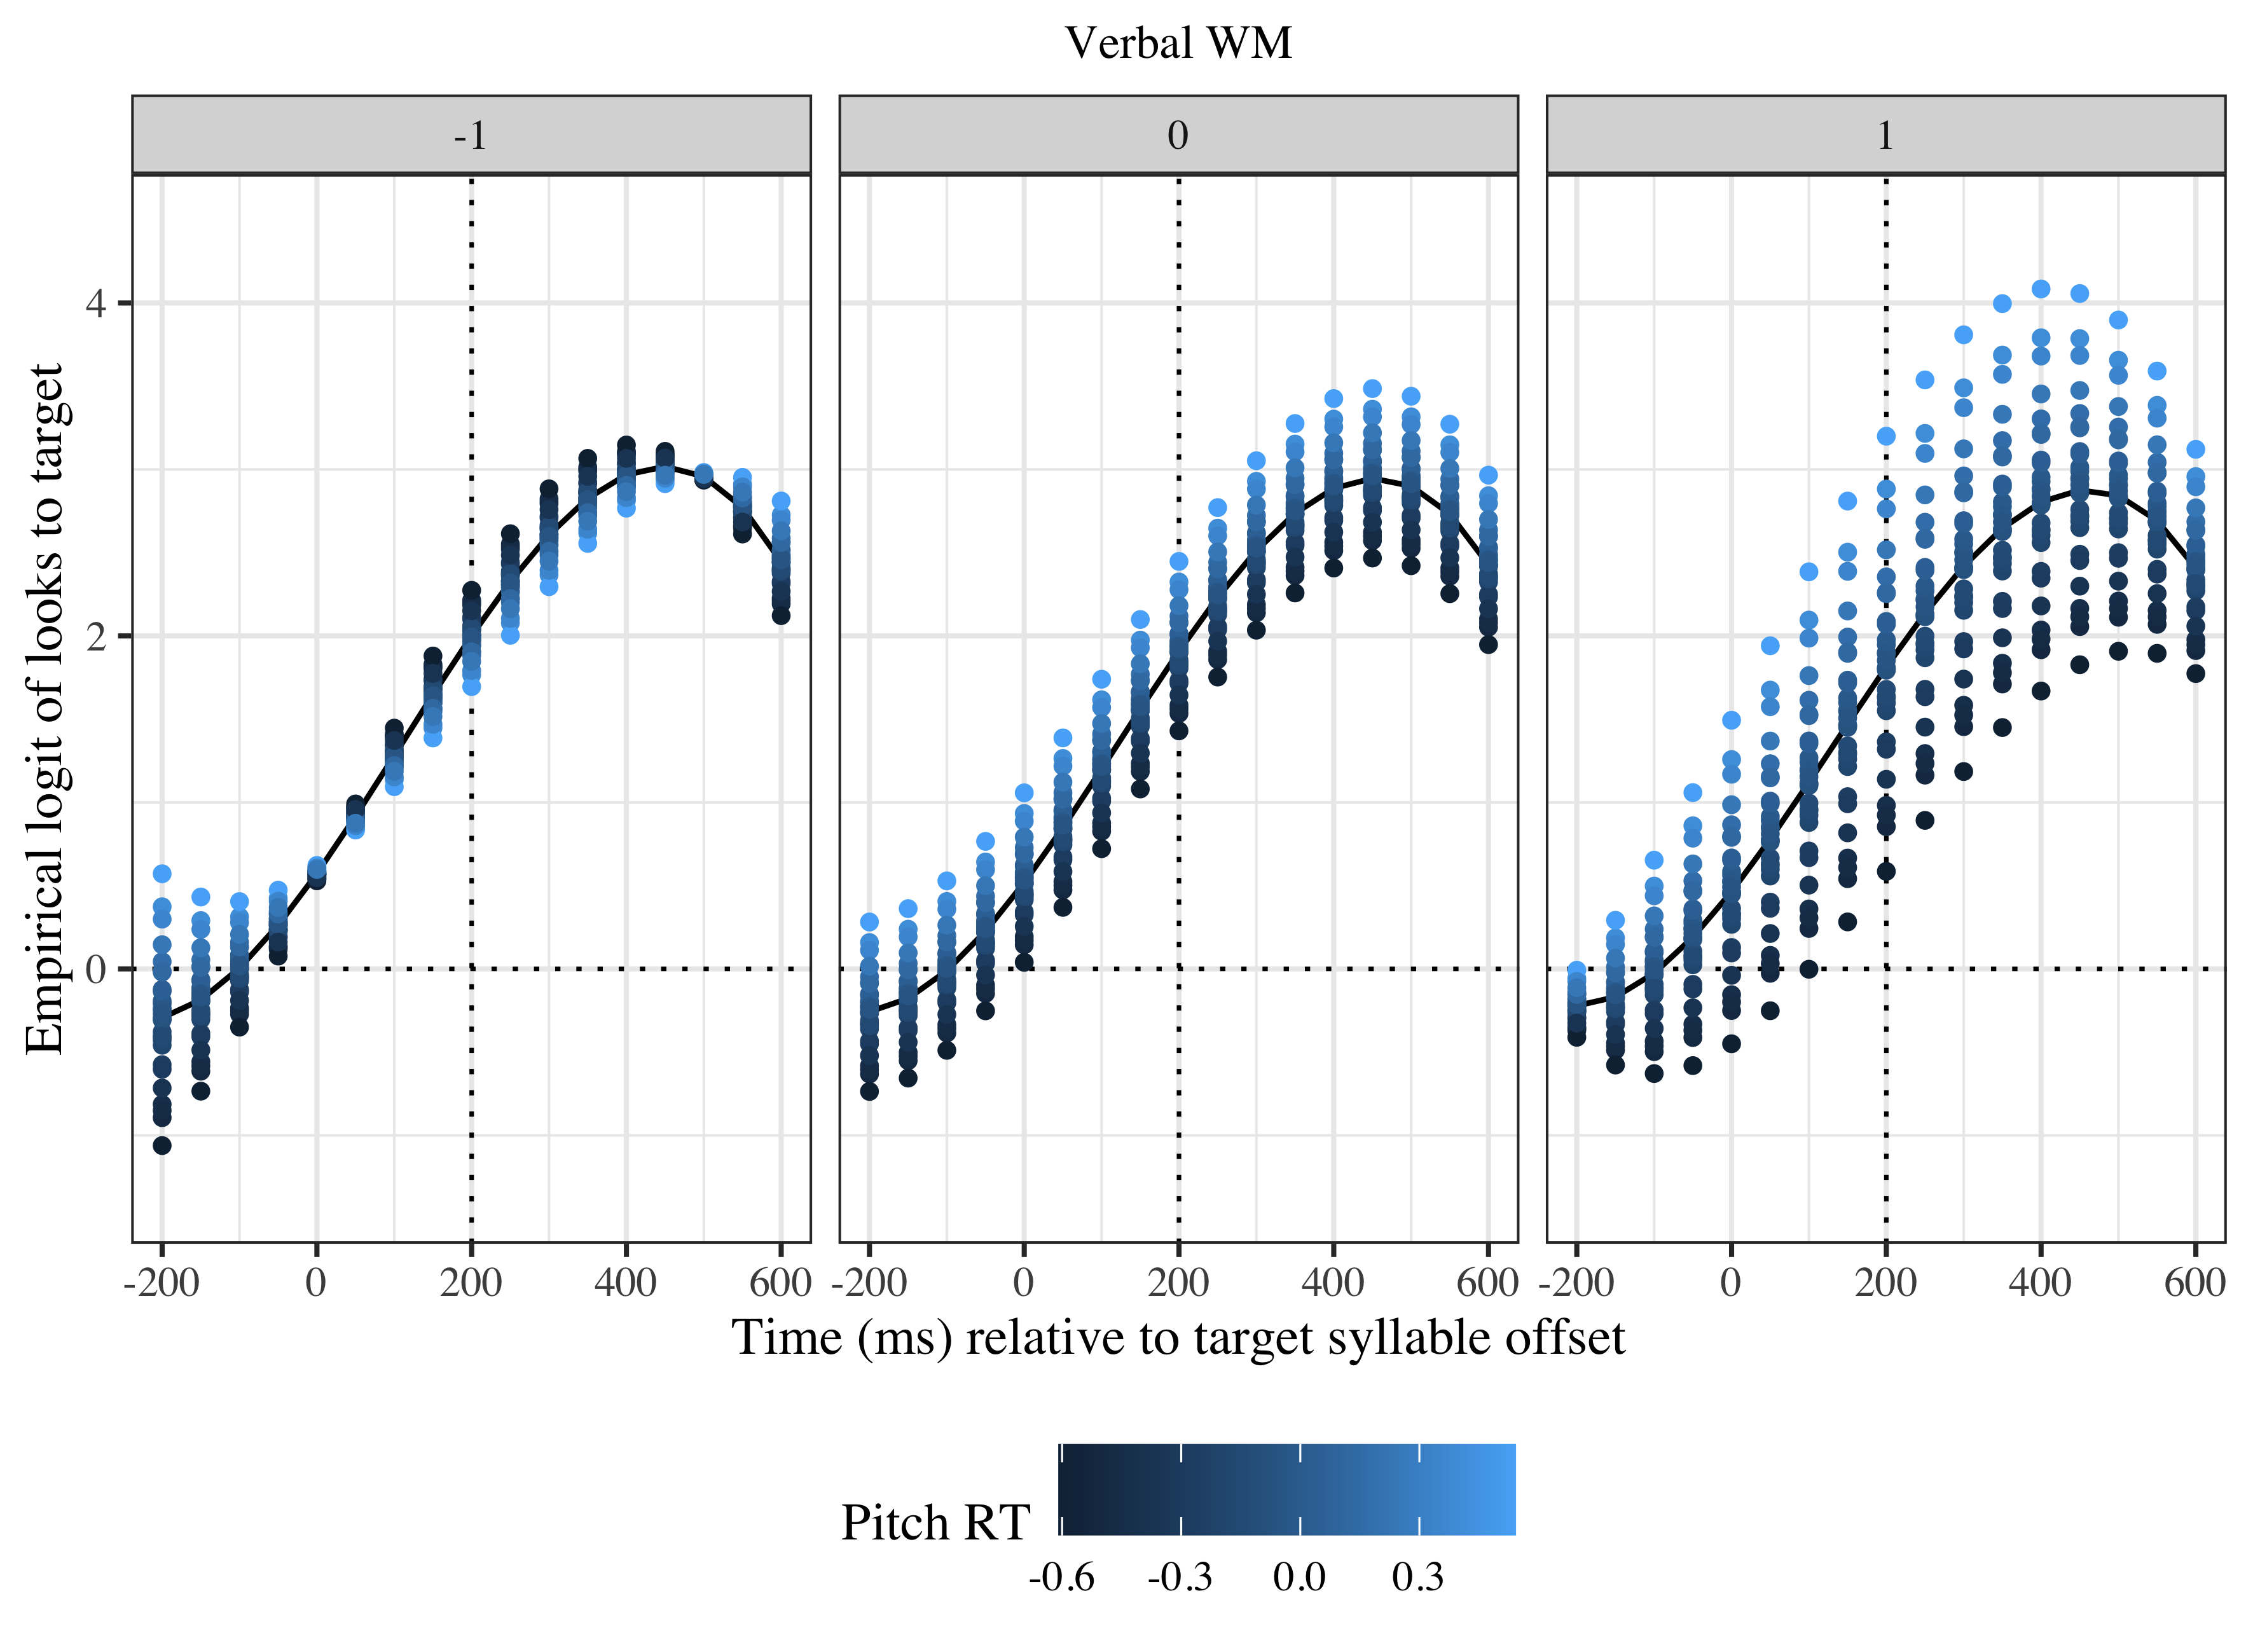 Verbal WM
-1 0 1
Empirical logit of looks to target
4
2
0
-200 0 200 400 600 -200 0 200 400 600 -200 0 200 400 600
Time (ms) relative to target syllable offset
Pitch RT
-0.6 -0.3 0.0 0.3